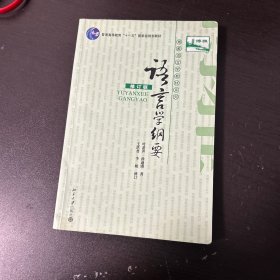 普通高等教育“十一五”国家级规划教材
博雅
语言学纲要
修订版
YUYANXUE
GANGYAO
叶蜚声 徐通锵 著
王洪君 李 娟 修订
北京大学出版社